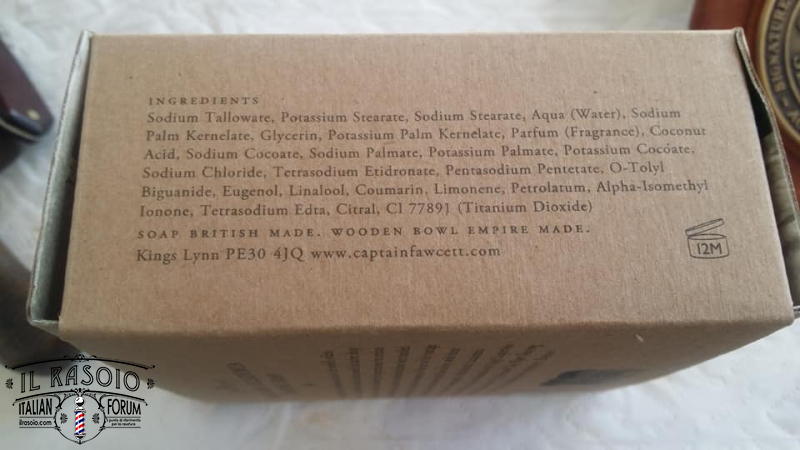 INGREDIENTS
Sodium Tallowate, Potassium Stearate, Sodium Stearate, Aqua (Water), Sodium
Palm Kernelate, Glycerin, Potassium Palm Kernelate, Parfum (Fragrance), Coconut
Acid, Sodium Cocoate, Sodium Palmate, Potassium Palmate, Potassium Cocoate,
Sodium Chloride, Tetrasodium Etidronate, Pentasodium Pentetate, O-Tolyl
Biguanide, Eugenol, Linalool, Coumarin, Limonene, Petrolatum, Alpha-Isomethyl
Ionone, Tetrasodium Edta, Citral, CI 77891 (Titanium Dioxide)
SOAP BRITISH MADE. WOODEN BOWL EMPIRE MADE.
Kings Lynn PE30 4JQ www.captainfawcett.com
12M
SIGNATURE
IL RASOIO
ITALIAN FORUM
ilrasoio.com